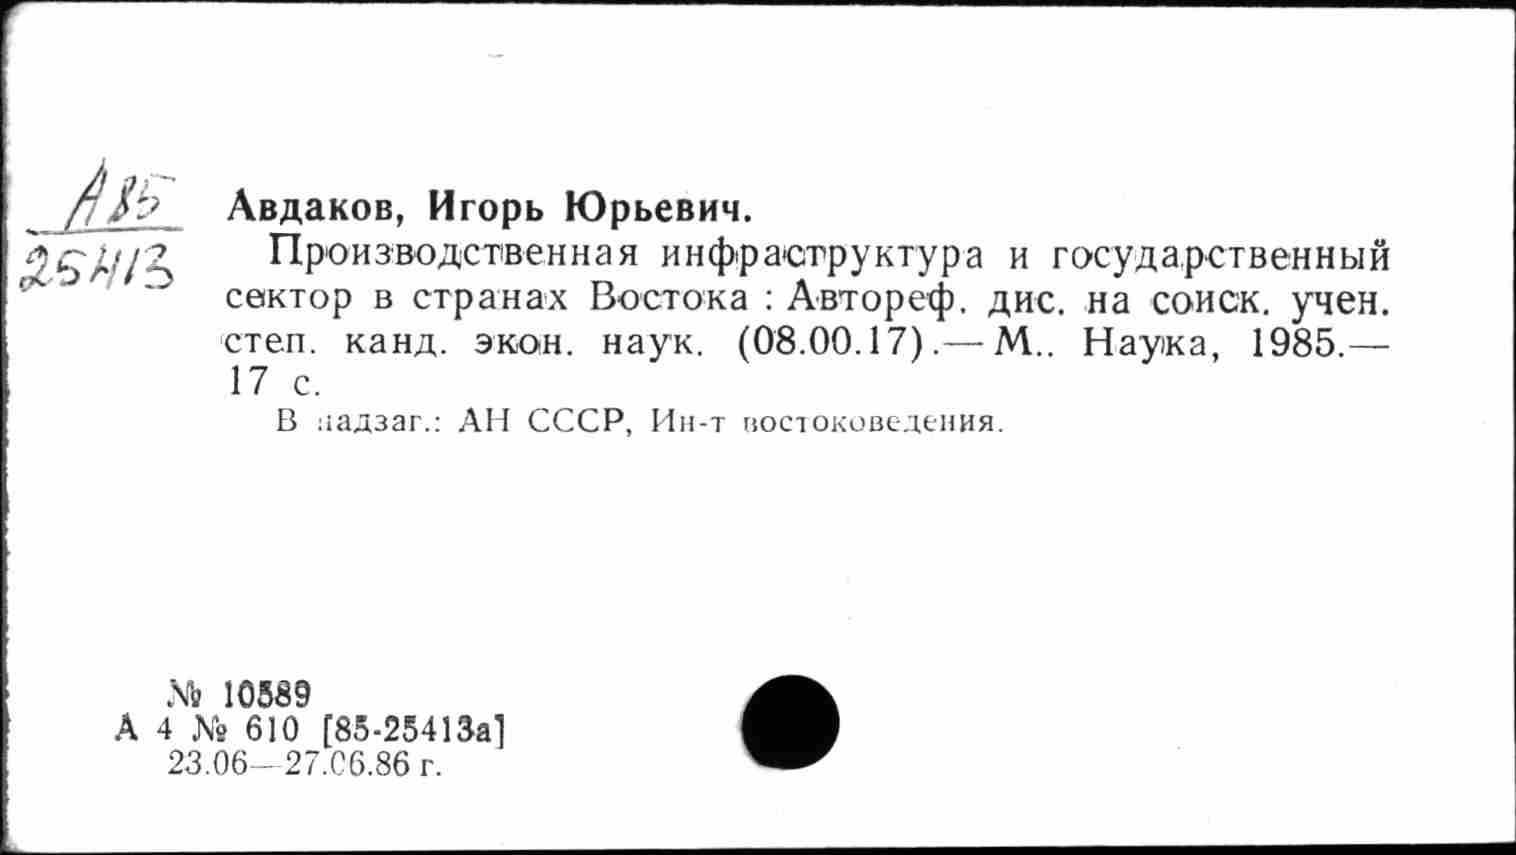 А85
25413
Авдаков, Игорь Юрьевич.
Производственная инфраструктура и государственный
сектор в странах Востока : Автореф. дис. на соиск. учен.
степ. канд. экон. наук. (08.00.17).— М.. Наука, 1985.—
17 с.
В надзаг.: АН СССР, Ин-т востоковедения.
№ 10589
А 4 № 610 [85-25413а]
23.06—27.06.86 г.